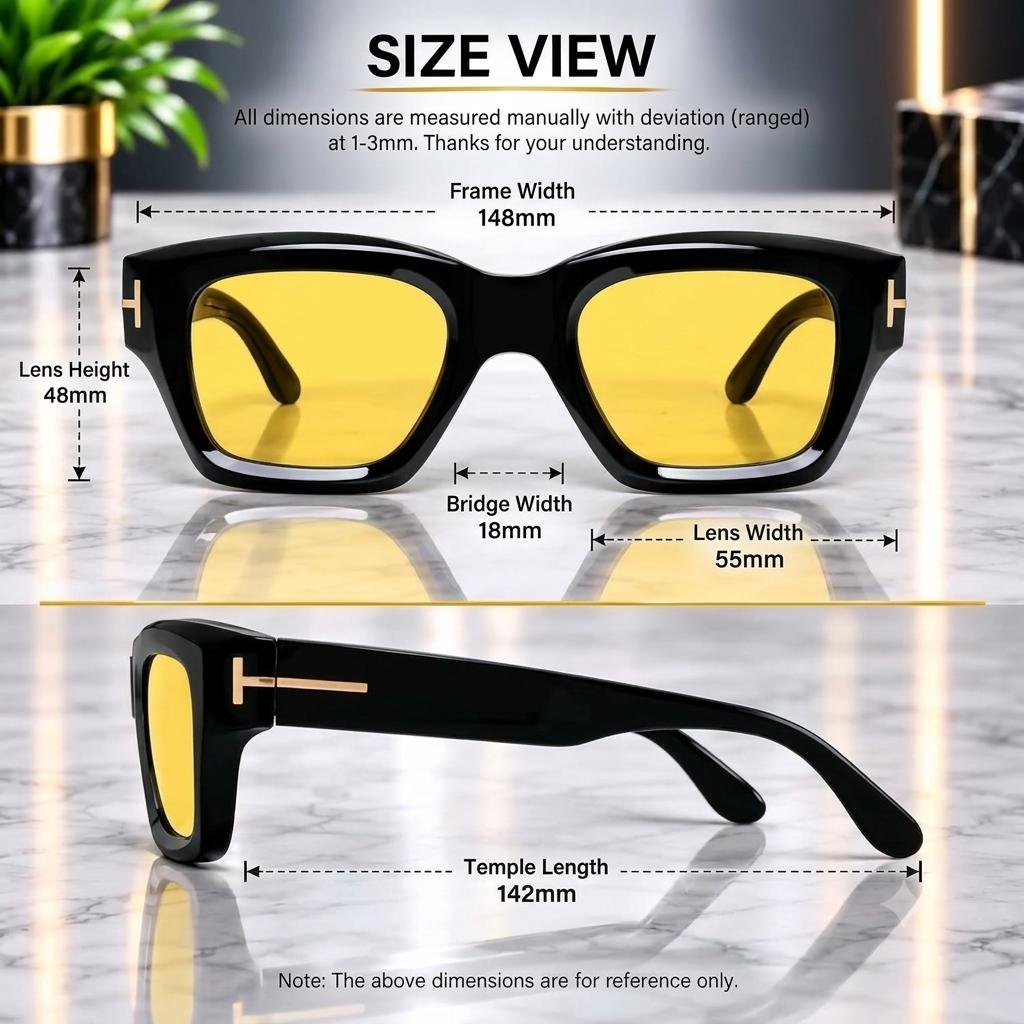 SIZE VIEW
All dimensions are measured manually with deviation (ranged)
at 1-3mm. Thanks for your understanding.
Frame Width
148mm
Lens Height
48mm
Bridge Width
18mm
Lens Width
55mm
Temple Length
142mm
Note: The above dimensions are for reference only.